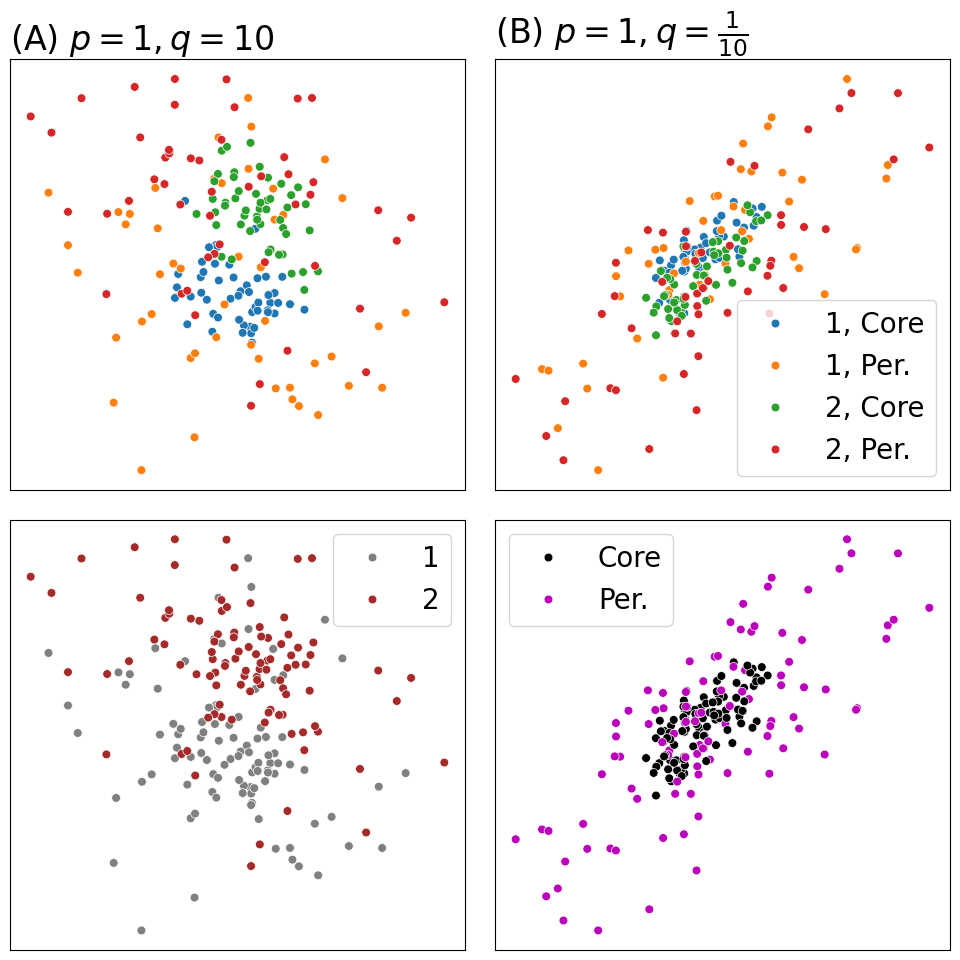 (A) p = 1, q = 10
(B) p = 1, q = 1/10
1, Core
1, Per.
2, Core
2, Per.
1
2
Core
Per.